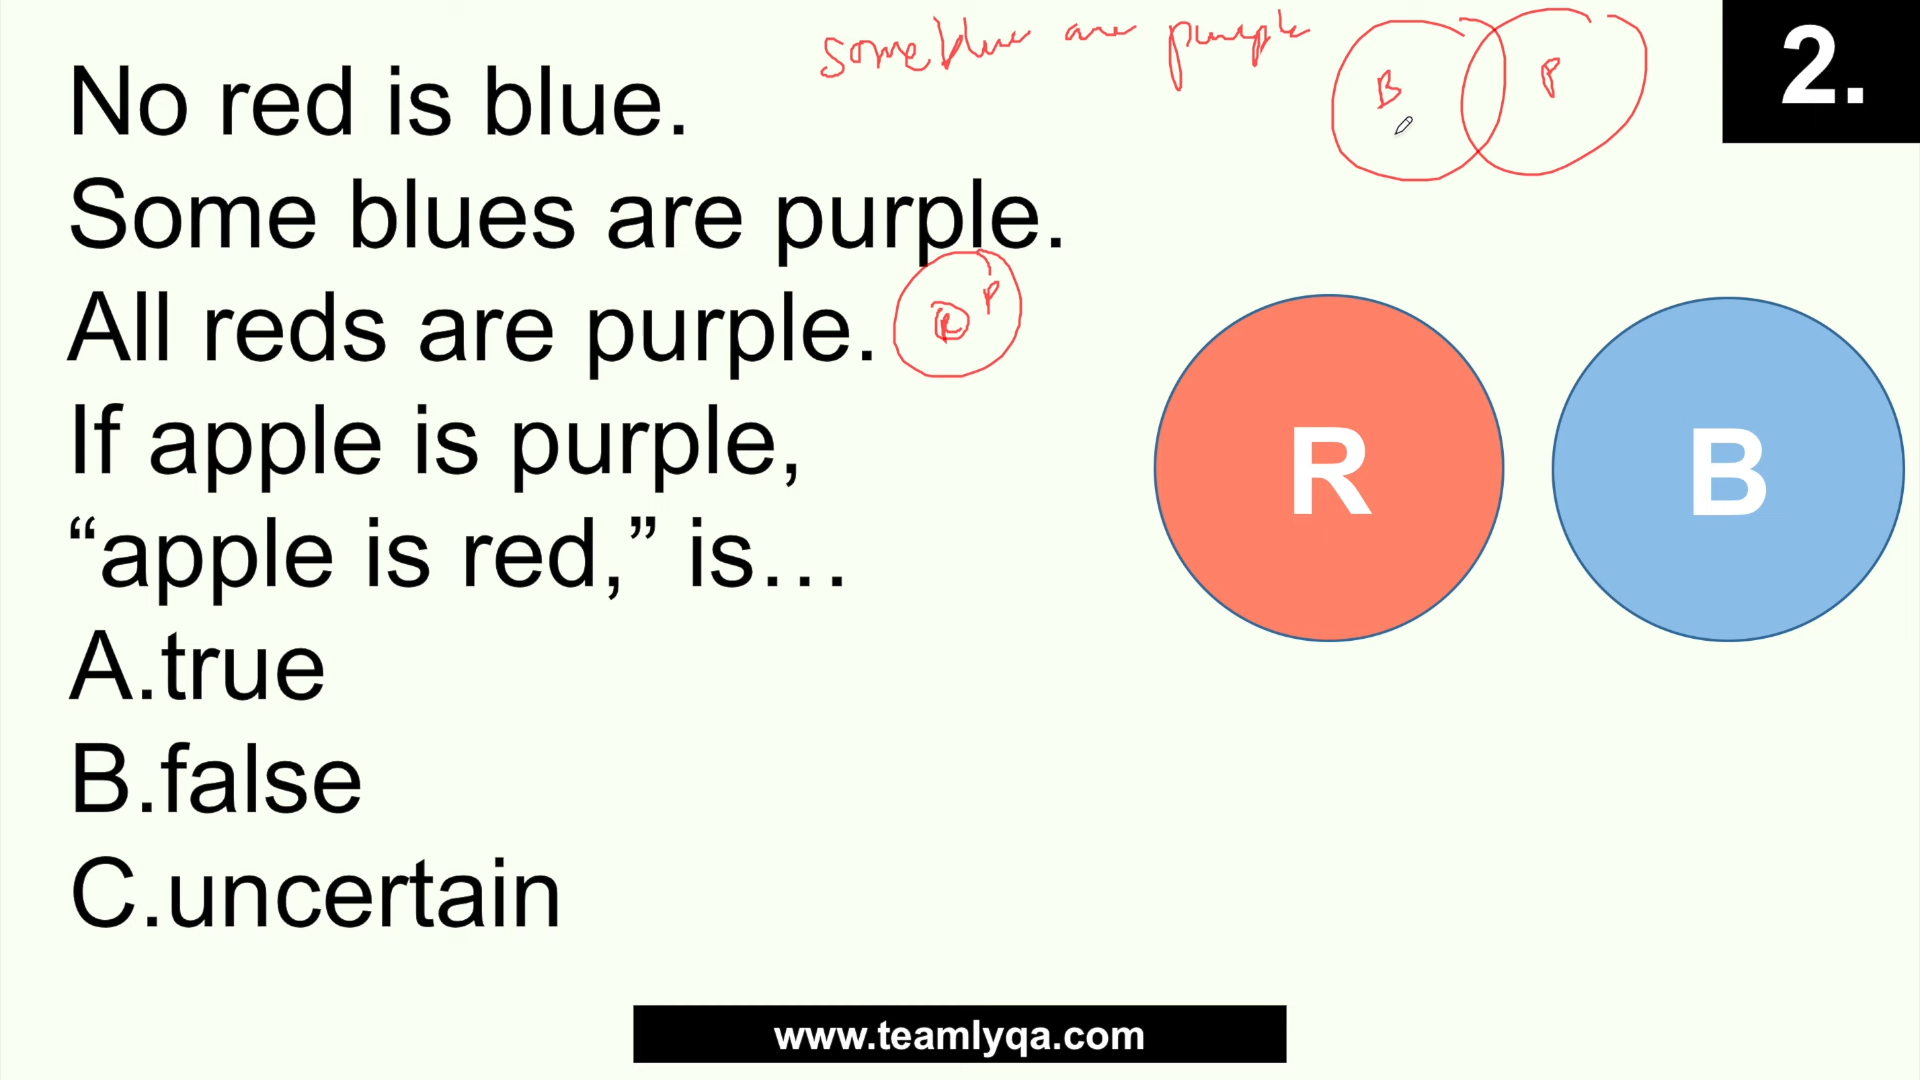 some blue are purple
B P
2.
No red is blue.
Some blues are purple.
All reds are purple.
R P
If apple is purple,
“apple is red,” is…
R B
A.true
B.false
C.uncertain
www.teamlyqa.com